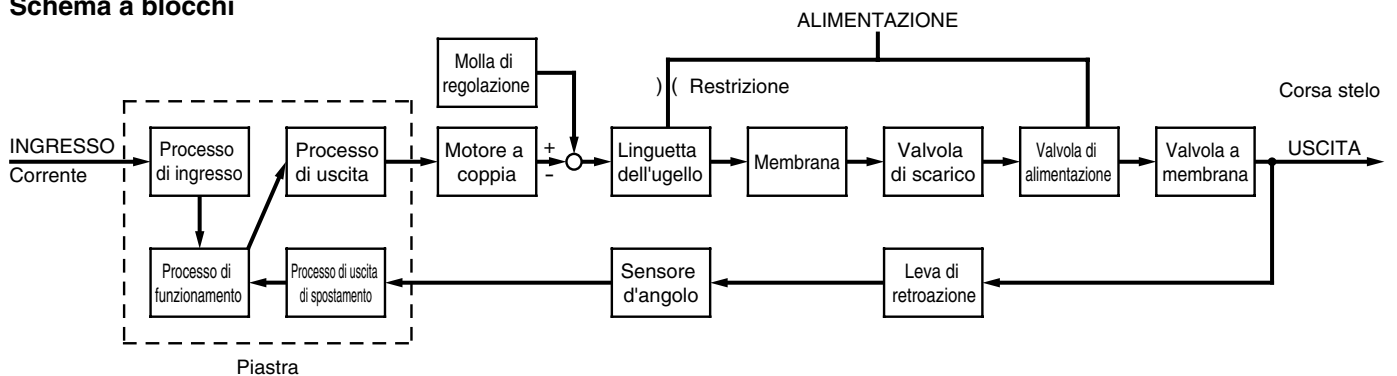 Schema a blocchi
ALIMENTAZIONE
Molla di
regolazione
) ( Restrizione
Corsa stelo
INGRESSO
Corrente
Processo
di ingresso
Processo
di uscita
Motore a
coppia
+
-
Linguetta
dell'ugello
Membrana
Valvola
di scarico
Valvola di
alimentazione
Valvola a
membrana
USCITA
Processo di
funzionamento
Processo di uscita
di spostamento
Sensore
d'angolo
Leva di
retroazione
Piastra